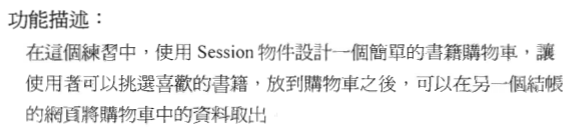 功能描述：
在這個練習中，使用 Session 物件設計一個簡單的書籍購物車，讓
使用者可以挑選喜歡的書籍，放到購物車之後，可以在另一個結帳
的網頁將購物車中的資料取出